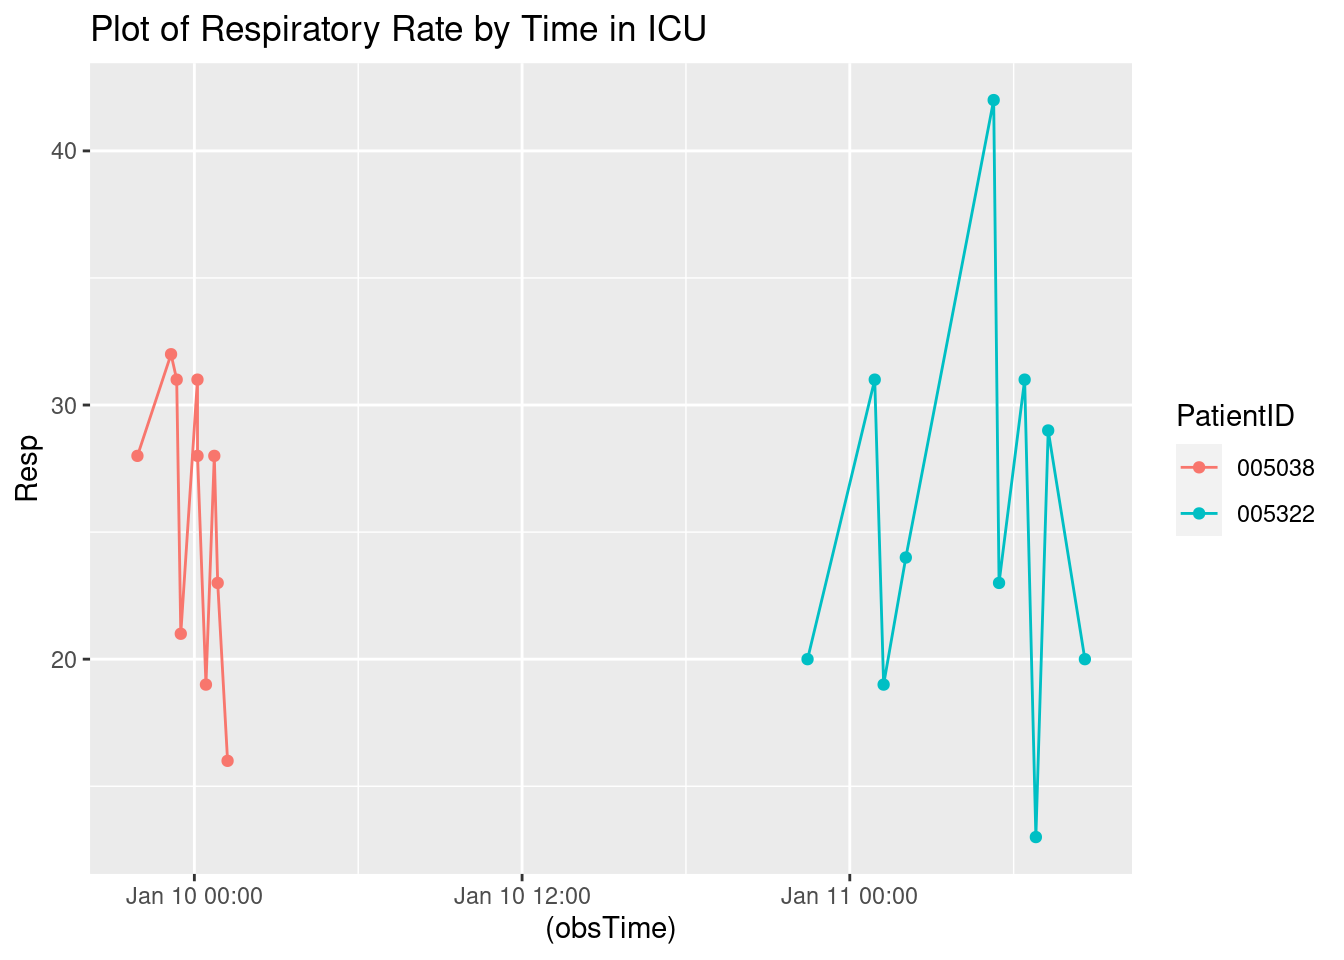 Plot of Respiratory Rate by Time in ICU
Resp
40
30
20
Jan 10 00:00
Jan 10 12:00
Jan 11 00:00
(obsTime)
PatientID
005038
005322